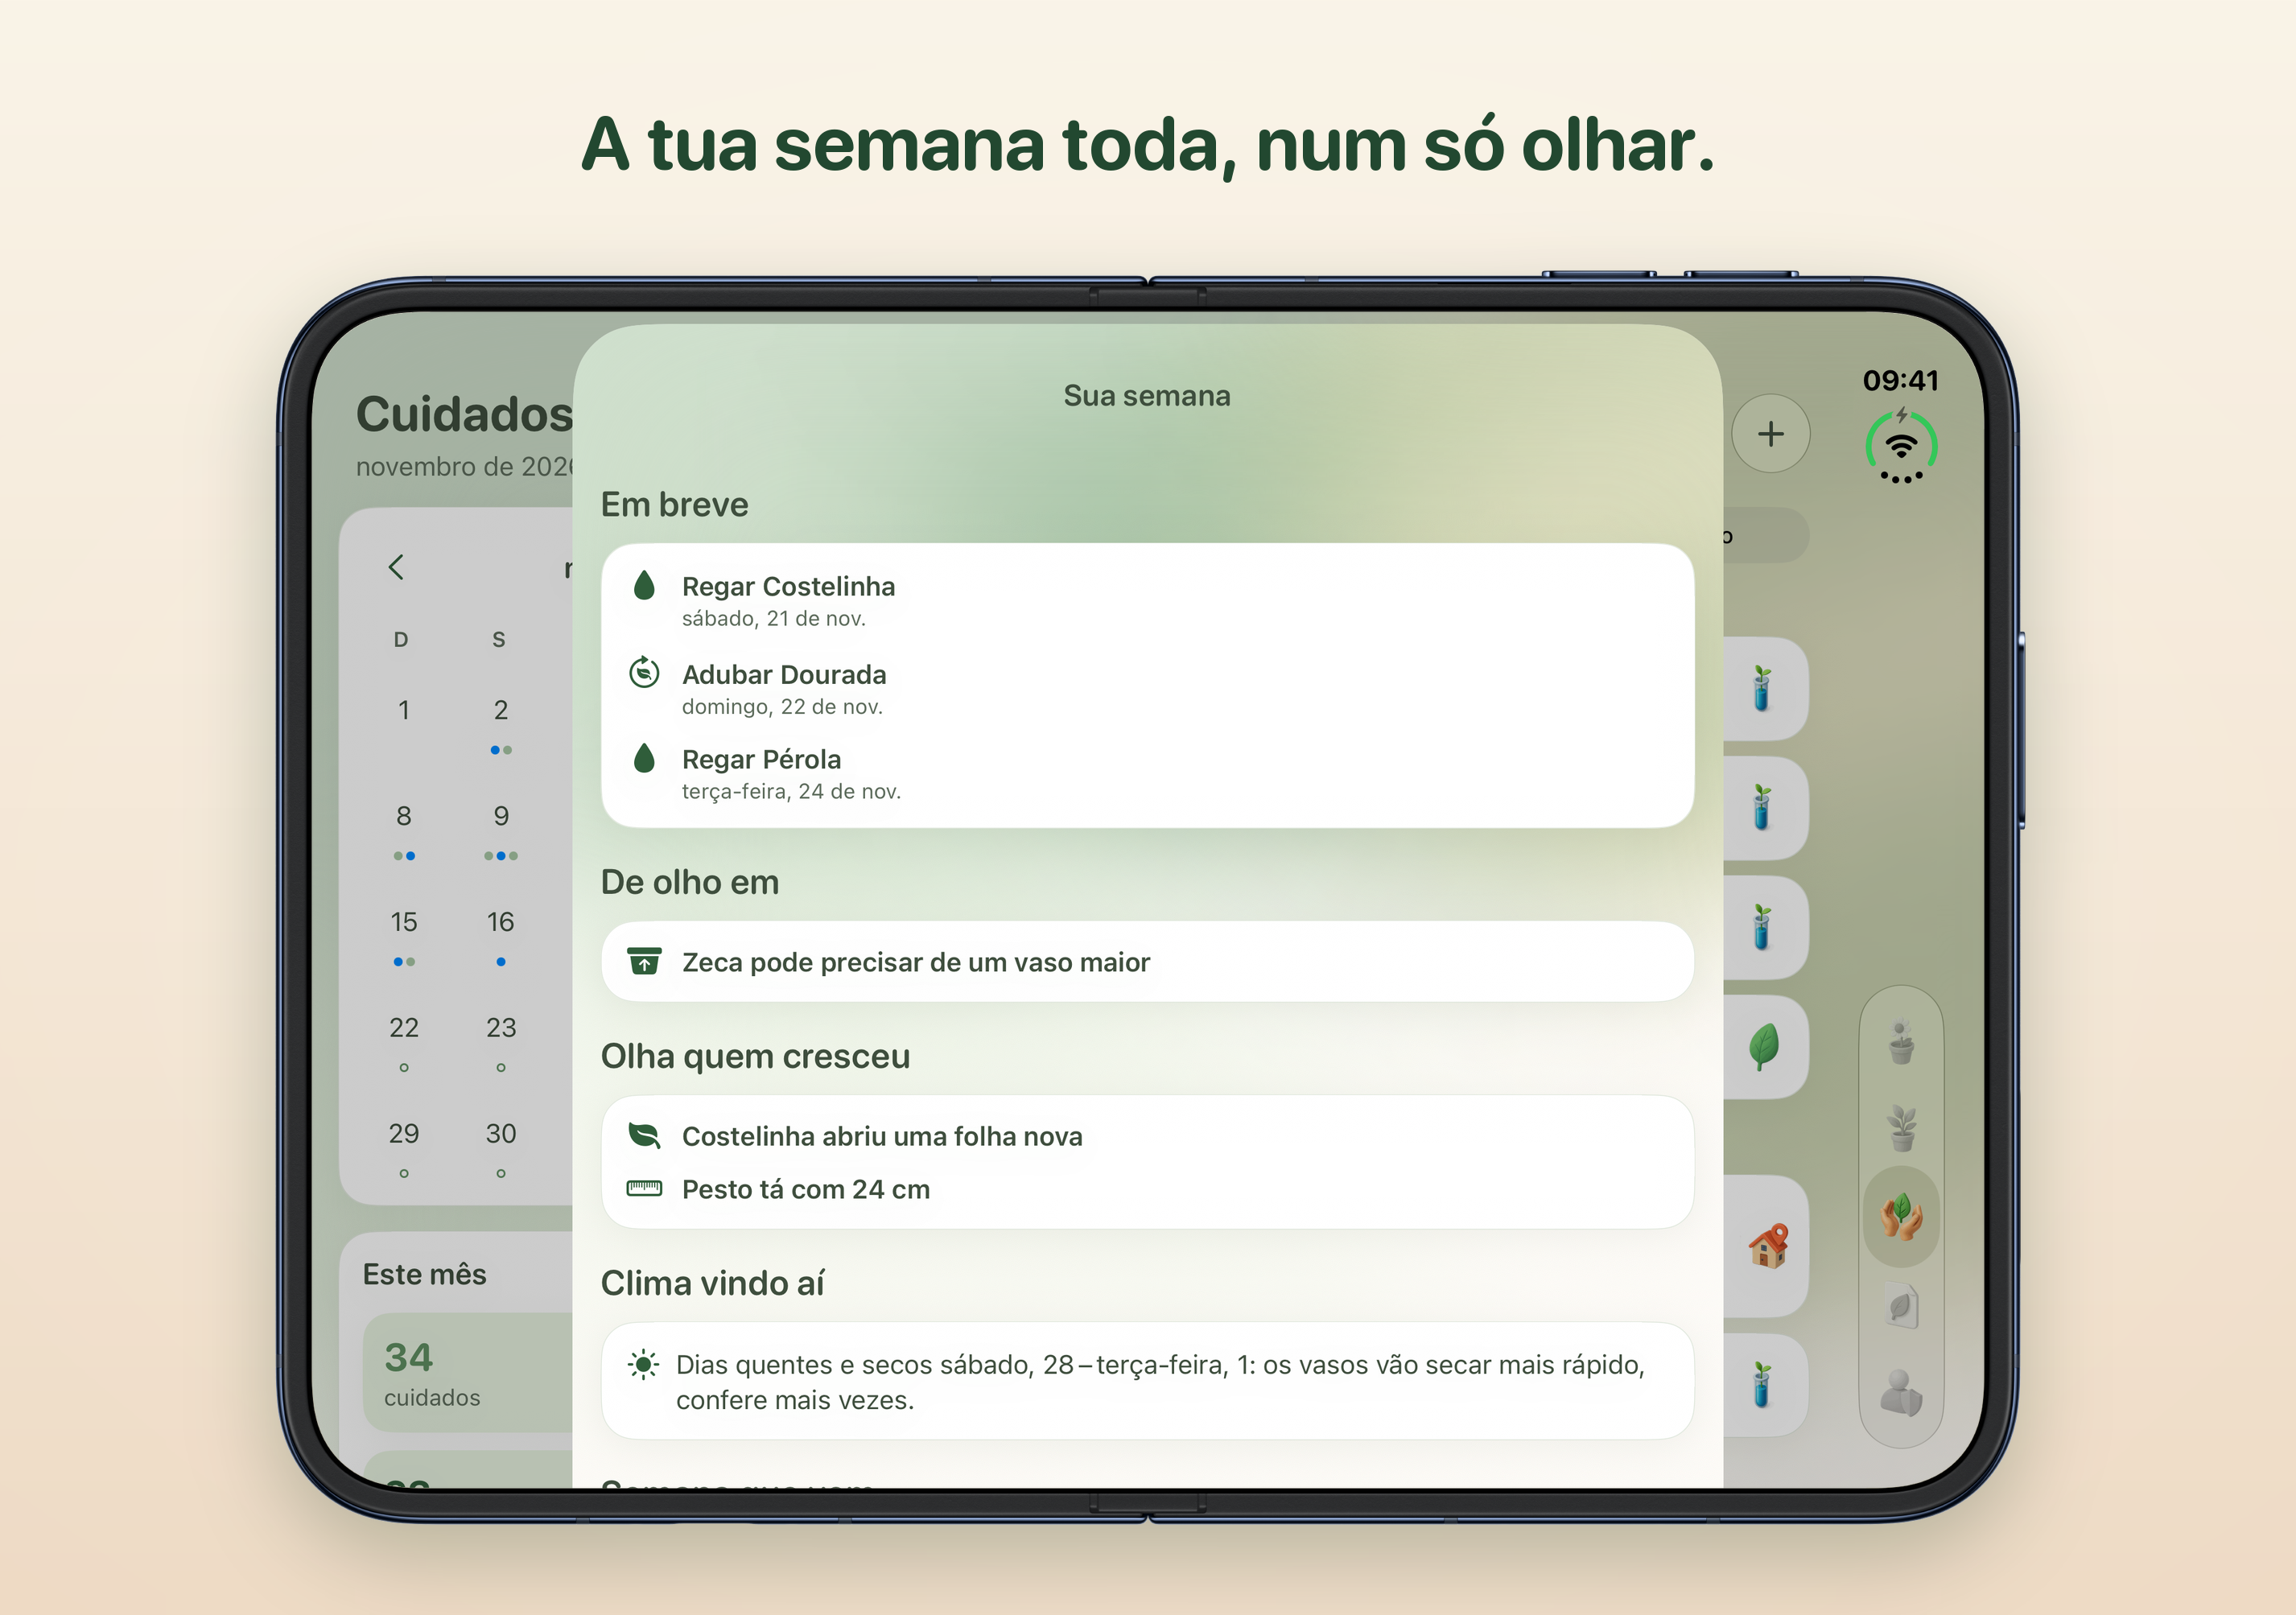 A tua semana toda, num só olhar.
Cuidados
novembro de 2026
D S
1 2
8 9
15 16
22 23
29 30
Este mês
34
cuidados
Sua semana
Em breve
Regar Costelinha
sábado, 21 de nov.
Adubar Dourada
domingo, 22 de nov.
Regar Pérola
terça-feira, 24 de nov.
De olho em
Zeca pode precisar de um vaso maior
Olha quem cresceu
Costelinha abriu uma folha nova
Pesto tá com 24 cm
Clima vindo aí
Dias quentes e secos sábado, 28 – terça-feira, 1: os vasos vão secar mais rápido,
confere mais vezes.
Semana que vem
09:41